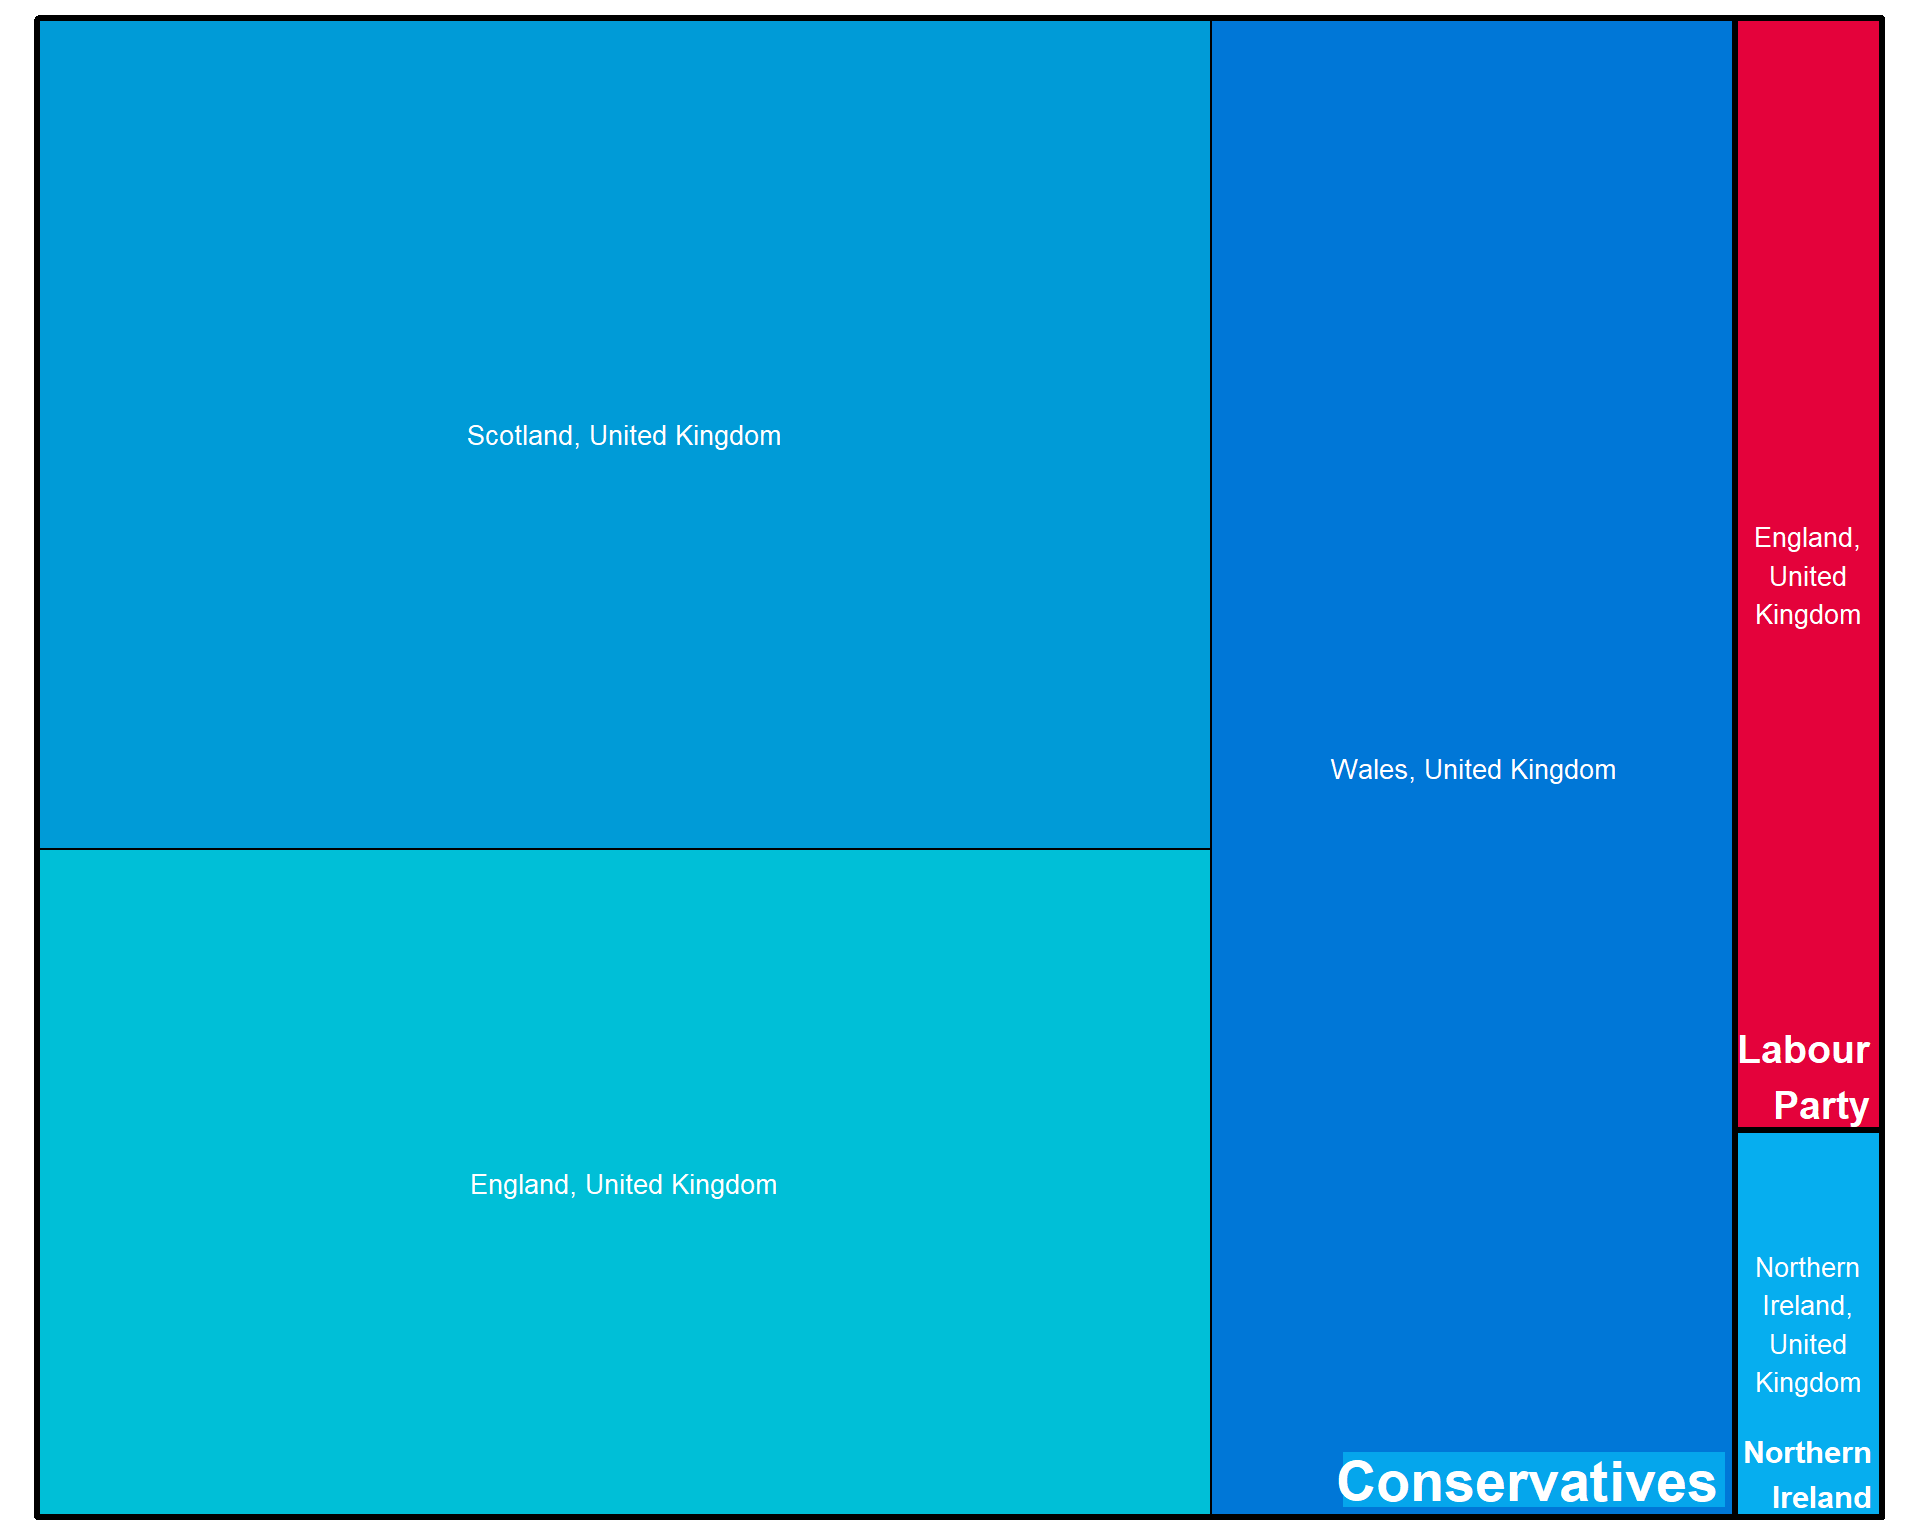 Scotland, United Kingdom
England, United Kingdom
Wales, United Kingdom
Conservatives
England,
United
Kingdom
Labour
Party
Northern
Ireland,
United
Kingdom
Northern
Ireland